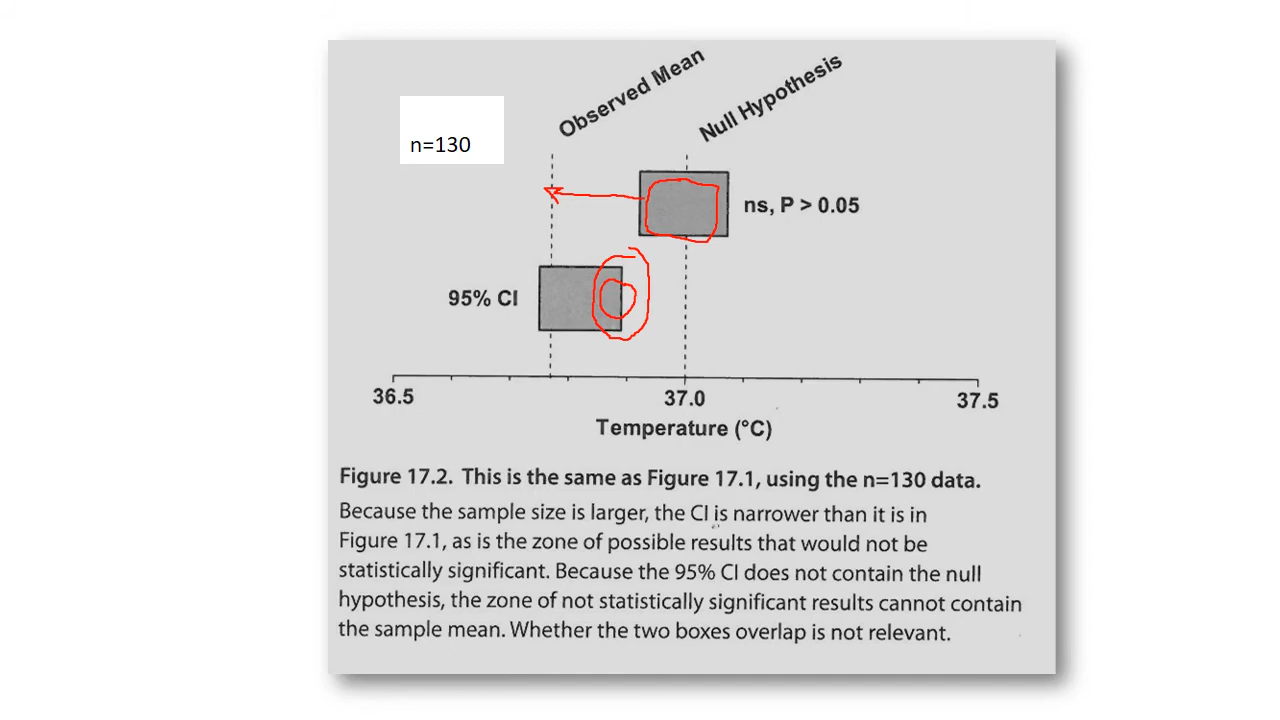 Observed Mean
Null Hypothesis
n=130
ns, P > 0.05
95% CI
36.5
37.0
37.5
Temperature (°C)
Figure 17.2. This is the same as Figure 17.1, using the n=130 data.
Because the sample size is larger, the CI is narrower than it is in
Figure 17.1, as is the zone of possible results that would not be
statistically significant. Because the 95% CI does not contain the null
hypothesis, the zone of not statistically significant results cannot contain
the sample mean. Whether the two boxes overlap is not relevant.